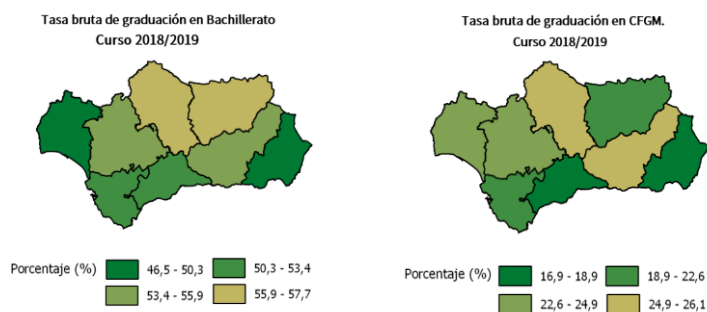 Tasa bruta de graduación en Bachillerato
Curso 2018/2019
Porcentaje (%)
46,5 - 50,3
50,3 - 53,4
53,4 - 55,9
55,9 - 57,7
Tasa bruta de graduación en CFGM.
Curso 2018/2019
Porcentaje (%)
16,9 - 18,9
18,9 - 22,6
22,6 - 24,9
24,9 - 26,1